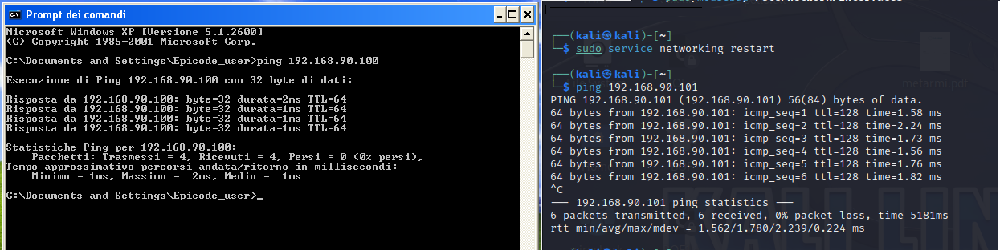 Prompt dei comandi
Microsoft Windows XP [Versione 5.1.2600]
(C) Copyright 1985-2001 Microsoft Corp.
C:\Documents and Settings\Epicode_user>ping 192.168.90.100
Esecuzione di Ping 192.168.90.100 con 32 byte di dati:
Risposta da 192.168.90.100: byte=32 durata=2ms TTL=64
Risposta da 192.168.90.100: byte=32 durata=1ms TTL=64
Risposta da 192.168.90.100: byte=32 durata=1ms TTL=64
Risposta da 192.168.90.100: byte=32 durata=1ms TTL=64
Statistiche Ping per 192.168.90.100:
Pacchetti: Trasmessi = 4, Ricevuti = 4, Persi = 0 (0% persi),
Tempo approssimativo percorsi andata/ritorno in millisecondi:
Minimo = 1ms, Massimo =  2ms, Medio =  1ms
C:\Documents and Settings\Epicode_user>_
┌──(kali㉿kali)-[~]
└─$ sudo service networking restart
┌──(kali㉿kali)-[~]
└─$ ping 192.168.90.101
PING 192.168.90.101 (192.168.90.101) 56(84) bytes of data.
64 bytes from 192.168.90.101: icmp_seq=1 ttl=128 time=1.58 ms
64 bytes from 192.168.90.101: icmp_seq=2 ttl=128 time=2.24 ms
64 bytes from 192.168.90.101: icmp_seq=3 ttl=128 time=1.73 ms
64 bytes from 192.168.90.101: icmp_seq=4 ttl=128 time=1.56 ms
64 bytes from 192.168.90.101: icmp_seq=5 ttl=128 time=1.76 ms
64 bytes from 192.168.90.101: icmp_seq=6 ttl=128 time=1.82 ms
^C
── 192.168.90.101 ping statistics ──
6 packets transmitted, 6 received, 0% packet loss, time 5181ms
rtt min/avg/max/mdev = 1.562/1.780/2.239/0.224 ms